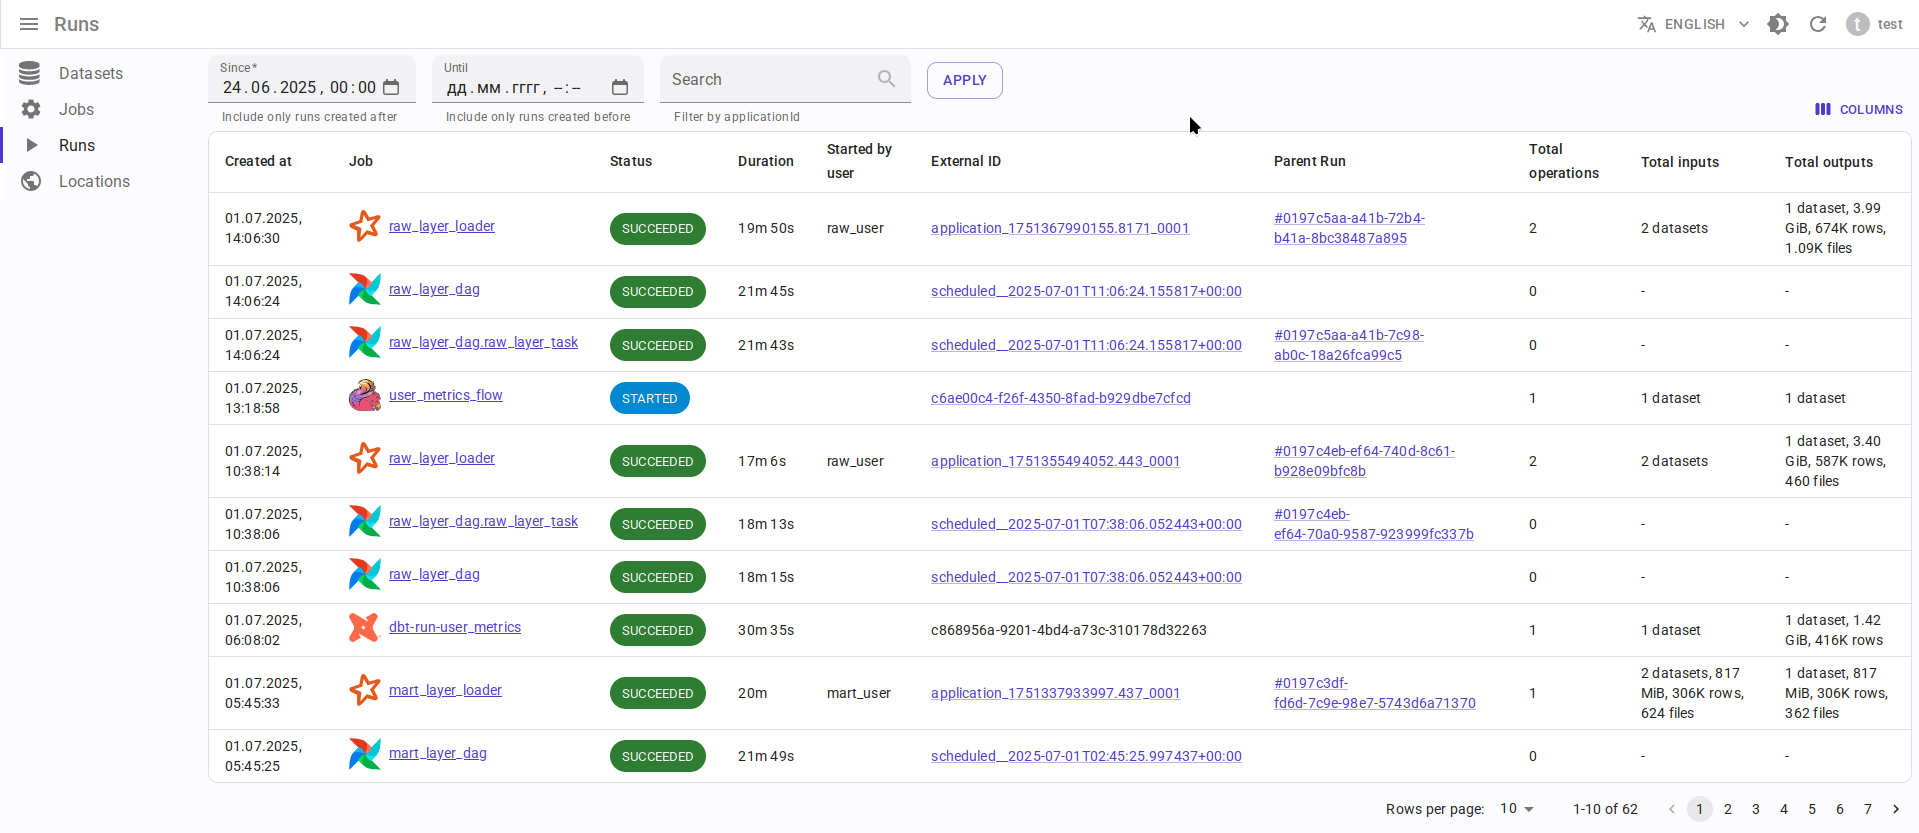 Runs
ENGLISH
t
test
Datasets
Jobs
Runs
Locations
Since*
24.06.2025, 00:00
Include only runs created after
Until
дд.мм.гггг, --:--
Include only runs created before
Search
Filter by applicationId
APPLY
COLUMNS
Created at
Job
Status
Duration
Started by
user
External ID
Parent Run
Total
operations
Total inputs
Total outputs
01.07.2025,
14:06:30
raw_layer_loader
SUCCEEDED
19m 50s
raw_user
application_1751367990155.8171_0001
#0197c5aa-a41b-72b4-
b41a-8bc38487a895
2
2 datasets
1 dataset, 3.99
GiB, 674K rows,
1.09K files
01.07.2025,
14:06:24
raw_layer_dag
SUCCEEDED
21m 45s
scheduled__2025-07-01T11:06:24.155817+00:00
0
-
-
01.07.2025,
14:06:24
raw_layer_dag.raw_layer_task
SUCCEEDED
21m 43s
scheduled__2025-07-01T11:06:24.155817+00:00
#0197c5aa-a41b-7c98-
ab0c-18a26fca99c5
0
-
-
01.07.2025,
13:18:58
user_metrics_flow
STARTED
c6ae00c4-f26f-4350-8fad-b929dbe7cfcd
1
1 dataset
1 dataset
01.07.2025,
10:38:14
raw_layer_loader
SUCCEEDED
17m 6s
raw_user
application_1751355494052.443_0001
#0197c4eb-ef64-740d-8c61-
b928e09bfc8b
2
2 datasets
1 dataset, 3.40
GiB, 587K rows,
460 files
01.07.2025,
10:38:06
raw_layer_dag.raw_layer_task
SUCCEEDED
18m 13s
scheduled__2025-07-01T07:38:06.052443+00:00
#0197c4eb-
ef64-70a0-9587-923999fc337b
0
-
-
01.07.2025,
10:38:06
raw_layer_dag
SUCCEEDED
18m 15s
scheduled__2025-07-01T07:38:06.052443+00:00
0
-
-
01.07.2025,
06:08:02
dbt-run-user_metrics
SUCCEEDED
30m 35s
c868956a-9201-4bd4-a73c-310178d32263
1
1 dataset
1 dataset, 1.42
GiB, 416K rows
01.07.2025,
05:45:33
mart_layer_loader
SUCCEEDED
20m
mart_user
application_1751337933997.437_0001
#0197c3df-
fd6d-7c9e-98e7-5743d6a71370
1
2 datasets, 817
MiB, 306K rows,
624 files
1 dataset, 817
MiB, 306K rows,
362 files
01.07.2025,
05:45:25
mart_layer_dag
SUCCEEDED
21m 49s
scheduled__2025-07-01T02:45:25.997437+00:00
0
-
-
Rows per page: 10
1-10 of 62
1 2 3 4 5 6 7